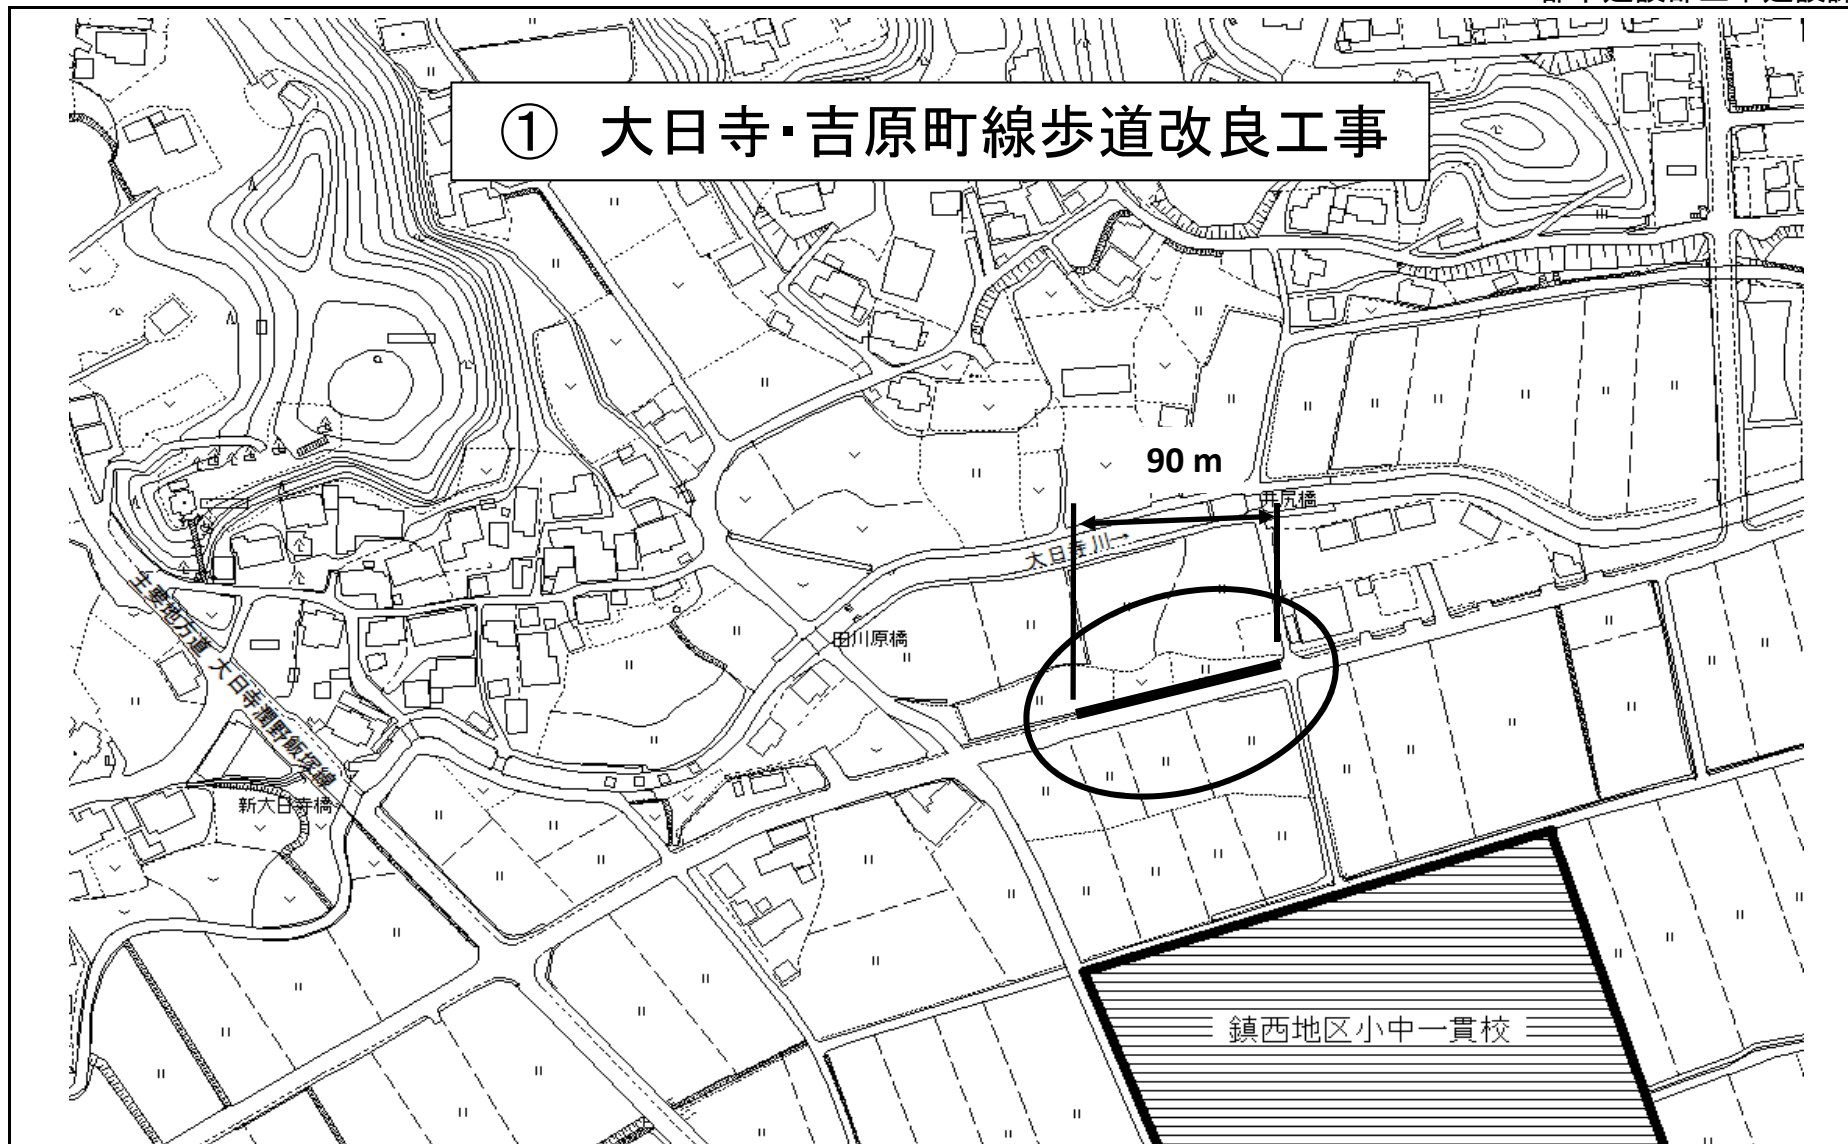 ① 大日寺・吉原町線歩道改良工事
90 m
井尻橋
大日寺川→
田川原橋
主要地方道 大日寺潤野飯塚線
新大日寺橋
鎮西地区小中一貫校